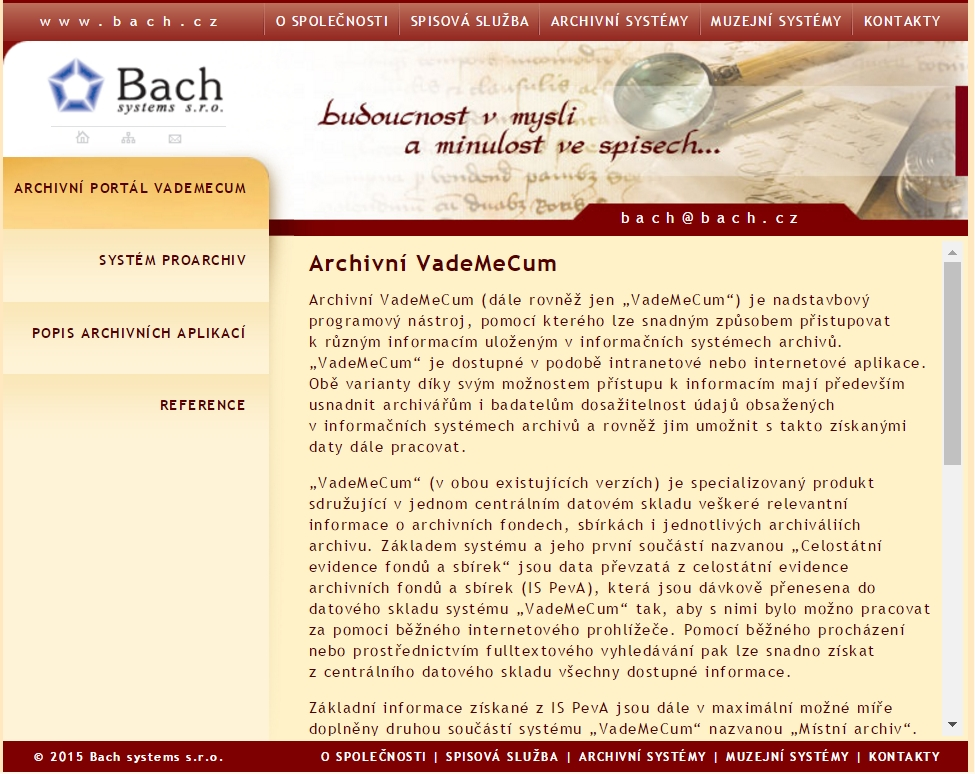 www.bach.cz
O SPOLEČNOSTI
SPISOVÁ SLUŽBA
ARCHIVNÍ SYSTÉMY
MUZEJNÍ SYSTÉMY
KONTAKTY
Bach
systems s.r.o.
budoucnost v mysli
a minulost ve spisech...
bach@bach.cz
ARCHIVNÍ PORTÁL VADEMECUM
SYSTÉM PROARCHIV
POPIS ARCHIVNÍCH APLIKACÍ
REFERENCE
Archivní VadeMeCum
Archivní VadeMeCum (dále rovněž jen „VadeMeCum“) je nadstavbový
programový nástroj, pomocí kterého lze snadným způsobem přistupovat
k různým informacím uloženým v informačních systémech archivů.
„VadeMeCum“ je dostupné v podobě intranetové nebo internetové aplikace.
Obě varianty díky svým možnostem přístupu k informacím mají především
usnadnit archivářům i badatelům dosažitelnost údajů obsažených
v informačních systémech archivů a rovněž jim umožnit s takto získanými
daty dále pracovat.
„VadeMeCum“ (v obou existujících verzích) je specializovaný produkt
sdružující v jednom centrálním datovém skladu veškeré relevantní
informace o archivních fondech, sbírkách i jednotlivých archiváliích
archivu. Základem systému a jeho první součástí nazvanou „Celostátní
evidence fondů a sbírek“ jsou data převzatá z celostátní evidence
archivních fondů a sbírek (IS PevA), která jsou dávkově přenesena do
datového skladu systému „VadeMeCum“ tak, aby s nimi bylo možno pracovat
za pomoci běžného internetového prohlížeče. Pomocí běžného procházení
nebo prostřednictvím fulltextového vyhledávání pak lze snadno získat
z centrálního datového skladu všechny dostupné informace.
Základní informace získané z IS PevA jsou dále v maximální možné míře
doplněny druhou součástí systému „VadeMeCum“ nazvanou „Místní archiv“.
© 2015 Bach systems s.r.o.
O SPOLEČNOSTI | SPISOVÁ SLUŽBA | ARCHIVNÍ SYSTÉMY | MUZEJNÍ SYSTÉMY | KONTAKTY